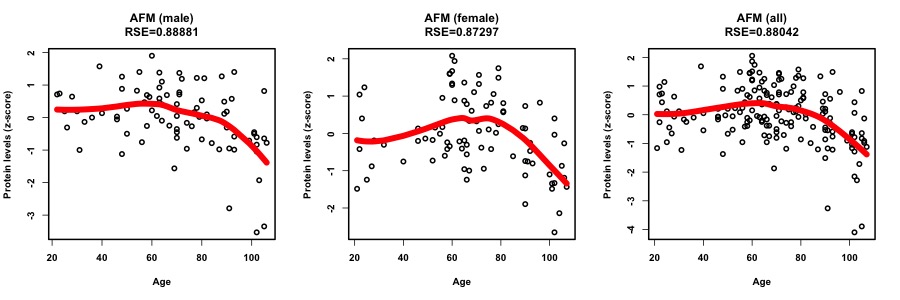 AFM (male)
RSE=0.88881
Protein levels (z-score)
2
1
0
-1
-2
-3
20
40
60
80
100
Age
AFM (female)
RSE=0.87297
Protein levels (z-score)
2
1
0
-1
-2
20
40
60
80
100
Age
AFM (all)
RSE=0.88042
Protein levels (z-score)
2
1
0
-1
-2
-3
-4
20
40
60
80
100
Age